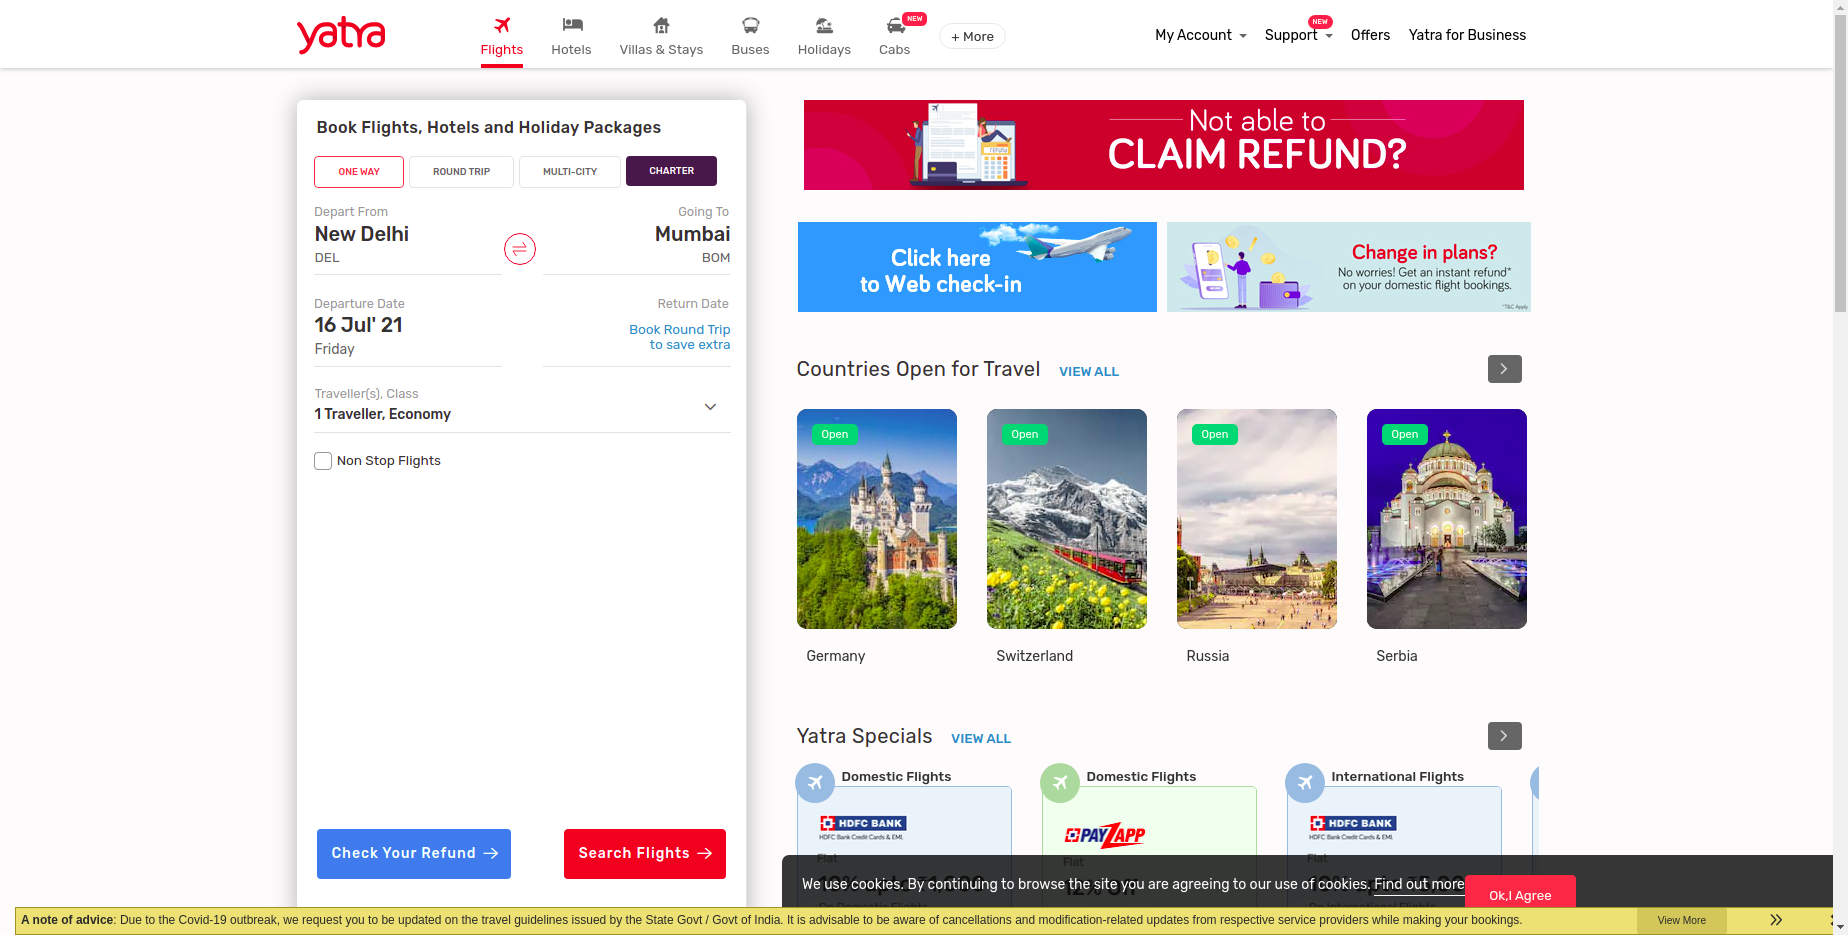 yatra
Flights
Hotels
Villas & Stays
Buses
Holidays
NEW
Cabs
+ More
My Account
NEW
Support
Offers
Yatra for Business
Book Flights, Hotels and Holiday Packages
ONE WAY
ROUND TRIP
MULTI-CITY
CHARTER
Depart From
New Delhi
DEL
Going To
Mumbai
BOM
Departure Date
16 Jul' 21
Friday
Return Date
Book Round Trip
to save extra
Traveller(s), Class
1 Traveller, Economy
Non Stop Flights
Check Your Refund
Search Flights
Not able to
CLAIM REFUND?
refund
Click here
to Web check-in
Change in plans?
No worries! Get an instant refund*
on your domestic flight bookings.
*T&C Apply
Countries Open for Travel
VIEW ALL
Open
Open
Open
Open
Germany
Switzerland
Russia
Serbia
Yatra Specials
VIEW ALL
Domestic Flights
HDFC BANK
HDFC Bank Credit Cards & EMI.
Flat
Domestic Flights
PAYZAPP
Flat
12% Off
International Flights
HDFC BANK
HDFC Bank Credit Cards & EMI.
Flat
We use cookies. By continuing to browse the site you are agreeing to our use of cookies. Find out more
Ok,I Agree
A note of advice: Due to the Covid-19 outbreak, we request you to be updated on the travel guidelines issued by the State Govt / Govt of India. It is advisable to be aware of cancellations and modification-related updates from respective service providers while making your bookings.
View More